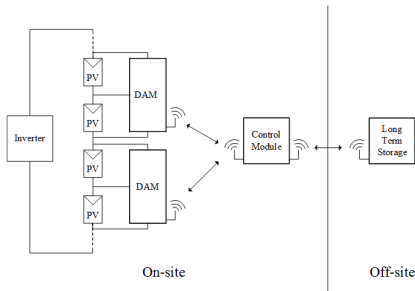 PV
DAM
PV
Inverter
Control
Module
Long
Term
Storage
PV
DAM
PV
On-site
Off-site